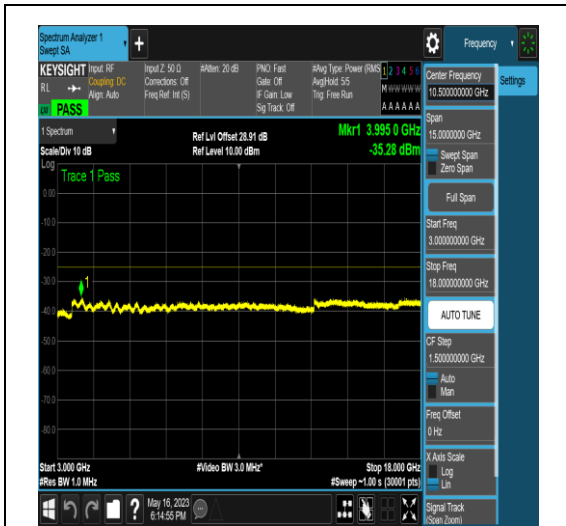 Spectrum Analyzer 1
Swept SA
+
Frequency
KEYSIGHT
Input: RF
Input Z: 50 Ω
#Atten: 20 dB
PNO: Fast
#Avg Type: Power (RMS
1 2 3 4 5 6
RL
Coupling: DC
Corrections: Off
Gate: Off
Avg|Hold: 5/5
M W W W W W
Align: Auto
Freq Ref: Int (S)
IF Gain: Low
Trig: Free Run
Sig Track: Off
A A A A A A
PASS
Center Frequency
10.500000000 GHz
Settings
Span
15.0000000 GHz
Swept Span
Zero Span
Full Span
Start Freq
3.000000000 GHz
Stop Freq
18.000000000 GHz
AUTO TUNE
CF Step
1.500000000 GHz
Auto
Man
Freq Offset
0 Hz
X Axis Scale
Log
Lin
Signal Track
(Span Zoom)
1 Spectrum
Ref Lvl Offset 28.91 dB
Mkr1 3.995 0 GHz
Scale/Div 10 dB
Ref Level 10.00 dBm
-35.28 dBm
Log
Trace 1 Pass
0.00
-10.0
-20.0
-30.0
1
-40.0
-50.0
-60.0
-70.0
-80.0
Start 3.000 GHz
#Video BW 3.0 MHz*
Stop 18.000 GHz
#Res BW 1.0 MHz
#Sweep ~1.00 s (30001 pts)
?
May 16, 2023
6:14:55 PM